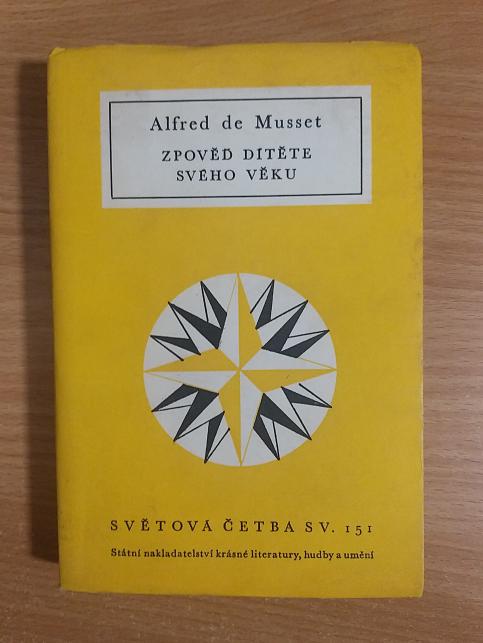 Alfred de Musset
ZPOVĚĎ DÍTĚTE
SVÉHO VĚKU
SVĚTOVÁ ČETBA SV. 151
Státní nakladatelství krásné literatury, hudby a umění